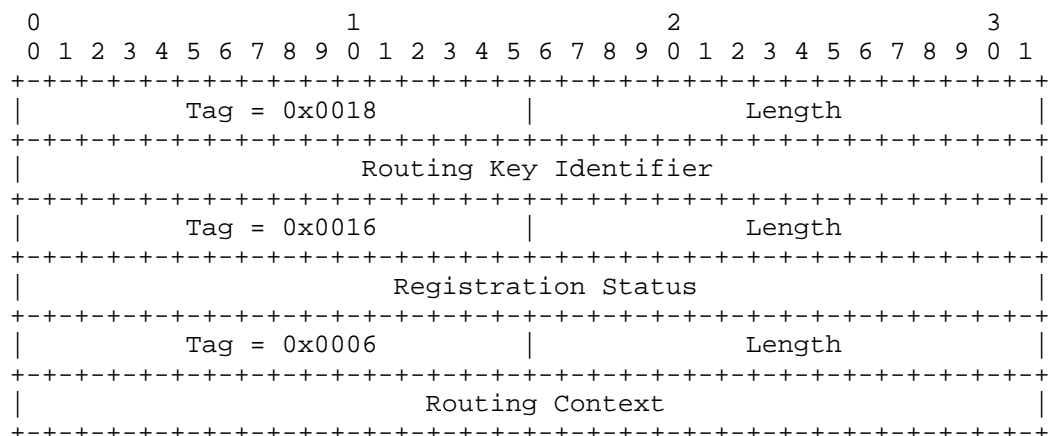 0                   1                   2                   3
 0 1 2 3 4 5 6 7 8 9 0 1 2 3 4 5 6 7 8 9 0 1 2 3 4 5 6 7 8 9 0 1
+-+-+-+-+-+-+-+-+-+-+-+-+-+-+-+-+-+-+-+-+-+-+-+-+-+-+-+-+-+-+-+-+
|          Tag = 0x0018         |             Length            |
+-+-+-+-+-+-+-+-+-+-+-+-+-+-+-+-+-+-+-+-+-+-+-+-+-+-+-+-+-+-+-+-+
|                     Routing Key Identifier                    |
+-+-+-+-+-+-+-+-+-+-+-+-+-+-+-+-+-+-+-+-+-+-+-+-+-+-+-+-+-+-+-+-+
|          Tag = 0x0016         |             Length            |
+-+-+-+-+-+-+-+-+-+-+-+-+-+-+-+-+-+-+-+-+-+-+-+-+-+-+-+-+-+-+-+-+
|                       Registration Status                     |
+-+-+-+-+-+-+-+-+-+-+-+-+-+-+-+-+-+-+-+-+-+-+-+-+-+-+-+-+-+-+-+-+
|          Tag = 0x0006         |             Length            |
+-+-+-+-+-+-+-+-+-+-+-+-+-+-+-+-+-+-+-+-+-+-+-+-+-+-+-+-+-+-+-+-+
|                         Routing Context                       |
+-+-+-+-+-+-+-+-+-+-+-+-+-+-+-+-+-+-+-+-+-+-+-+-+-+-+-+-+-+-+-+-+